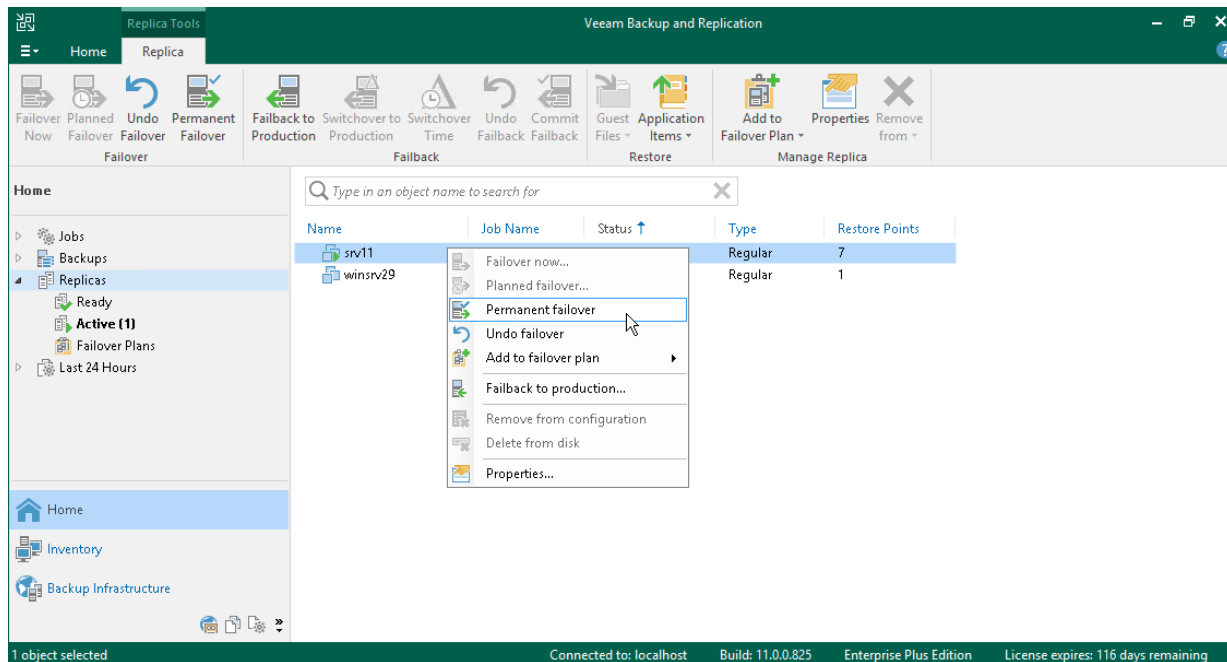 Replica Tools
Veeam Backup and Replication
Home
Replica
Failover Now
Planned Failover
Undo Failover
Permanent Failover
Failback to Production
Switchover to Production
Switchover Time
Undo Failback
Commit Failback
Guest Files
Application Items
Add to Failover Plan
Properties
Remove from
Failover
Failback
Restore
Manage Replica
Home
Type in an object name to search for
Jobs
Backups
Replicas
Ready
Active (1)
Failover Plans
Last 24 Hours
Name Job Name Status Type Restore Points
srv11 Regular 7
winsrv29 Regular 1
Failover now...
Planned failover...
Permanent failover
Undo failover
Add to failover plan
Failback to production...
Remove from configuration
Delete from disk
Properties...
Home
Inventory
Backup Infrastructure
1 object selected
Connected to: localhost
Build: 11.0.0.825
Enterprise Plus Edition
License expires: 116 days remaining